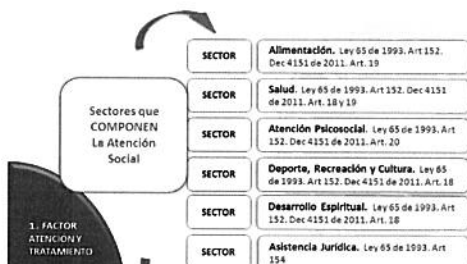 SECTOR
Alimentación. Ley 65 de 1993. Art 152.
Dec 4151 de 2011. Art. 19
SECTOR
Salud. Ley 65 de 1993. Art 152. Dec 4151
de 2011. Art. 18 y 19
Sectores que
COMPONEN
La Atención
Social
SECTOR
Atención Psicosocial. Ley 65 de 1993. Art
152. Dec 4151 de 2011. Art. 20
SECTOR
Deporte, Recreación y Cultura. Ley 65
de 1993. Art 152. Dec 4151 de 2011. Art. 18
SECTOR
Desarrollo Espiritual. Ley 65 de 1993. Art
152. Dec 4151 de 2011. Art. 18
1. FACTOR
ATENCION Y
TRATAMIENTO
SECTOR
Asistencia Jurídica. Ley 65 de 1993. Art
154